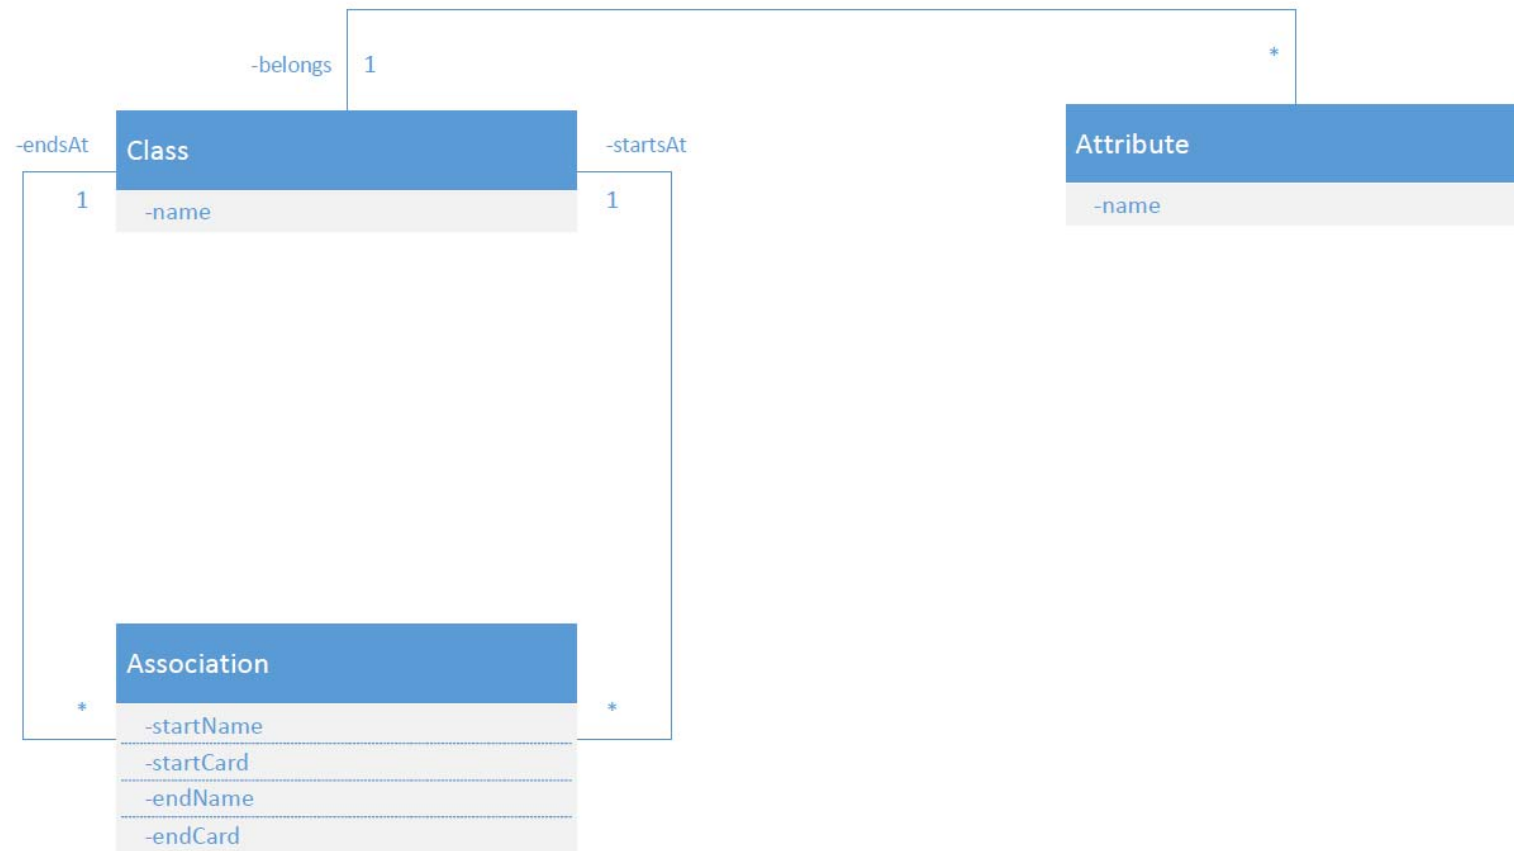 -belongs
1
*
-endsAt
Class
-startsAt
Attribute
1
-name
1
-name
Association
*
-startName
*
-startCard
-endName
-endCard